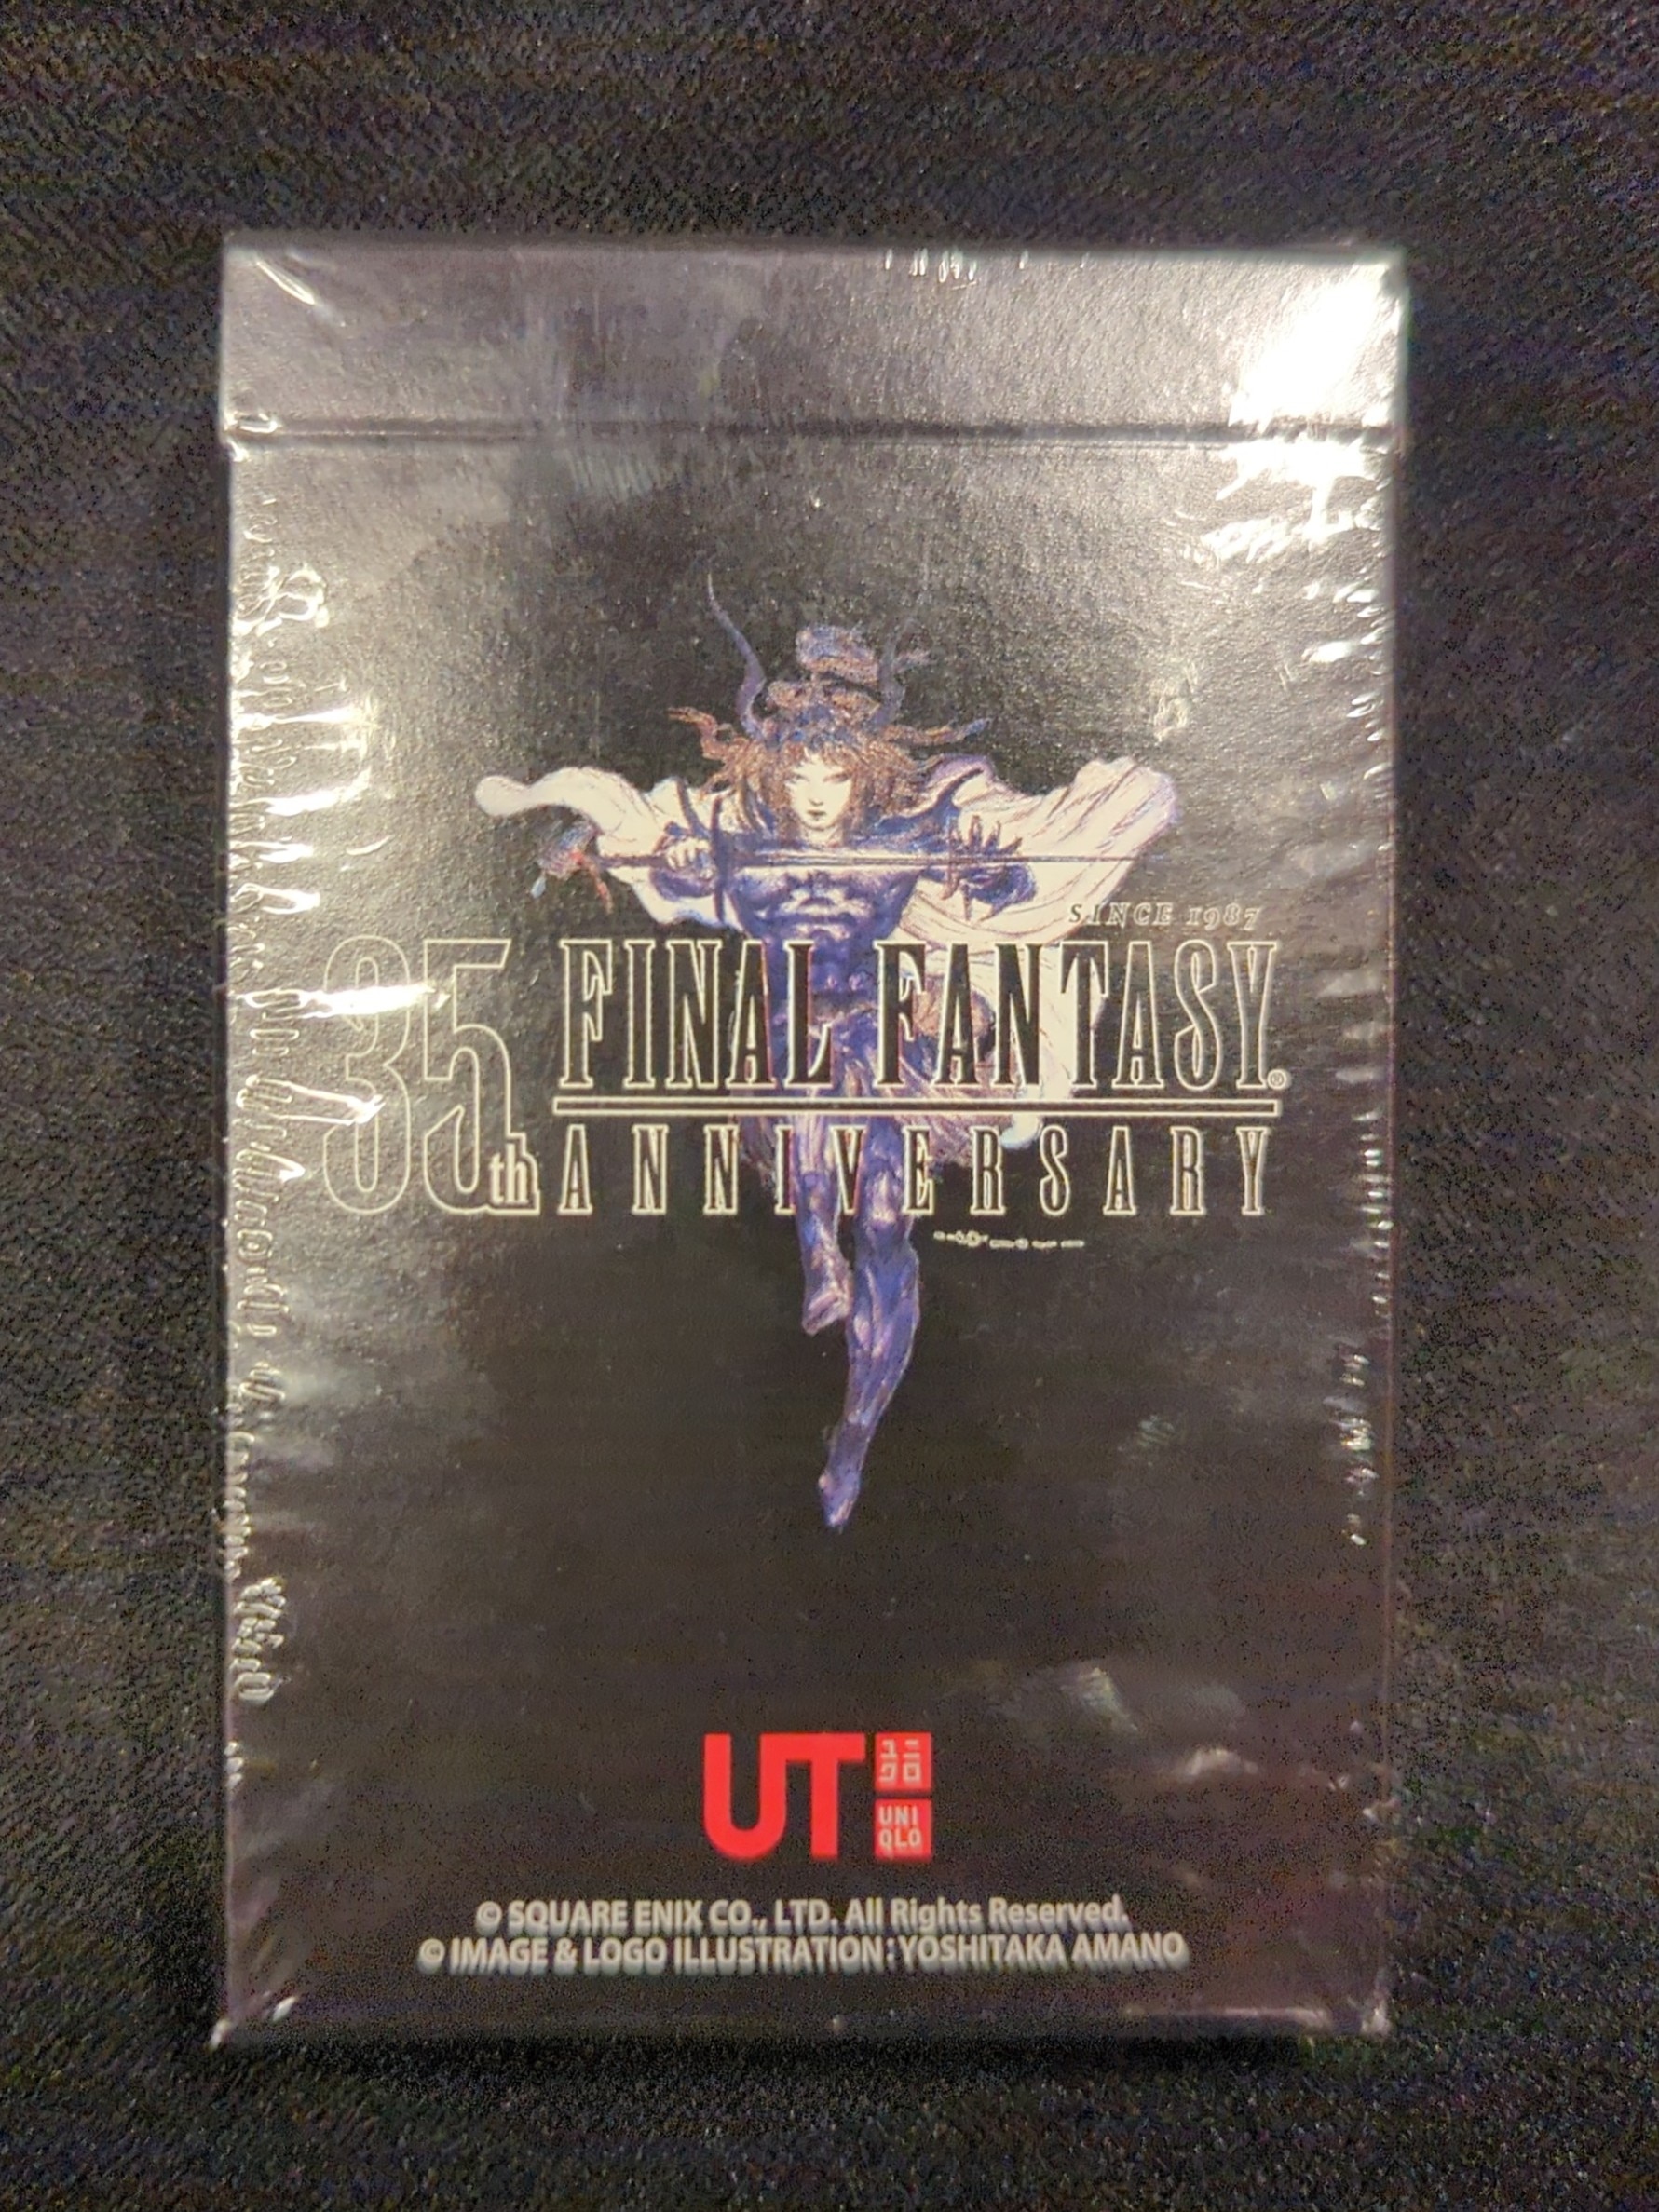 SINCE 1987
35th FINAL FANTASY®
ANNIVERSARY
UT ユニクロ
UNIQLO
© SQUARE ENIX CO., LTD. All Rights Reserved.
© IMAGE & LOGO ILLUSTRATION:YOSHITAKA AMANO